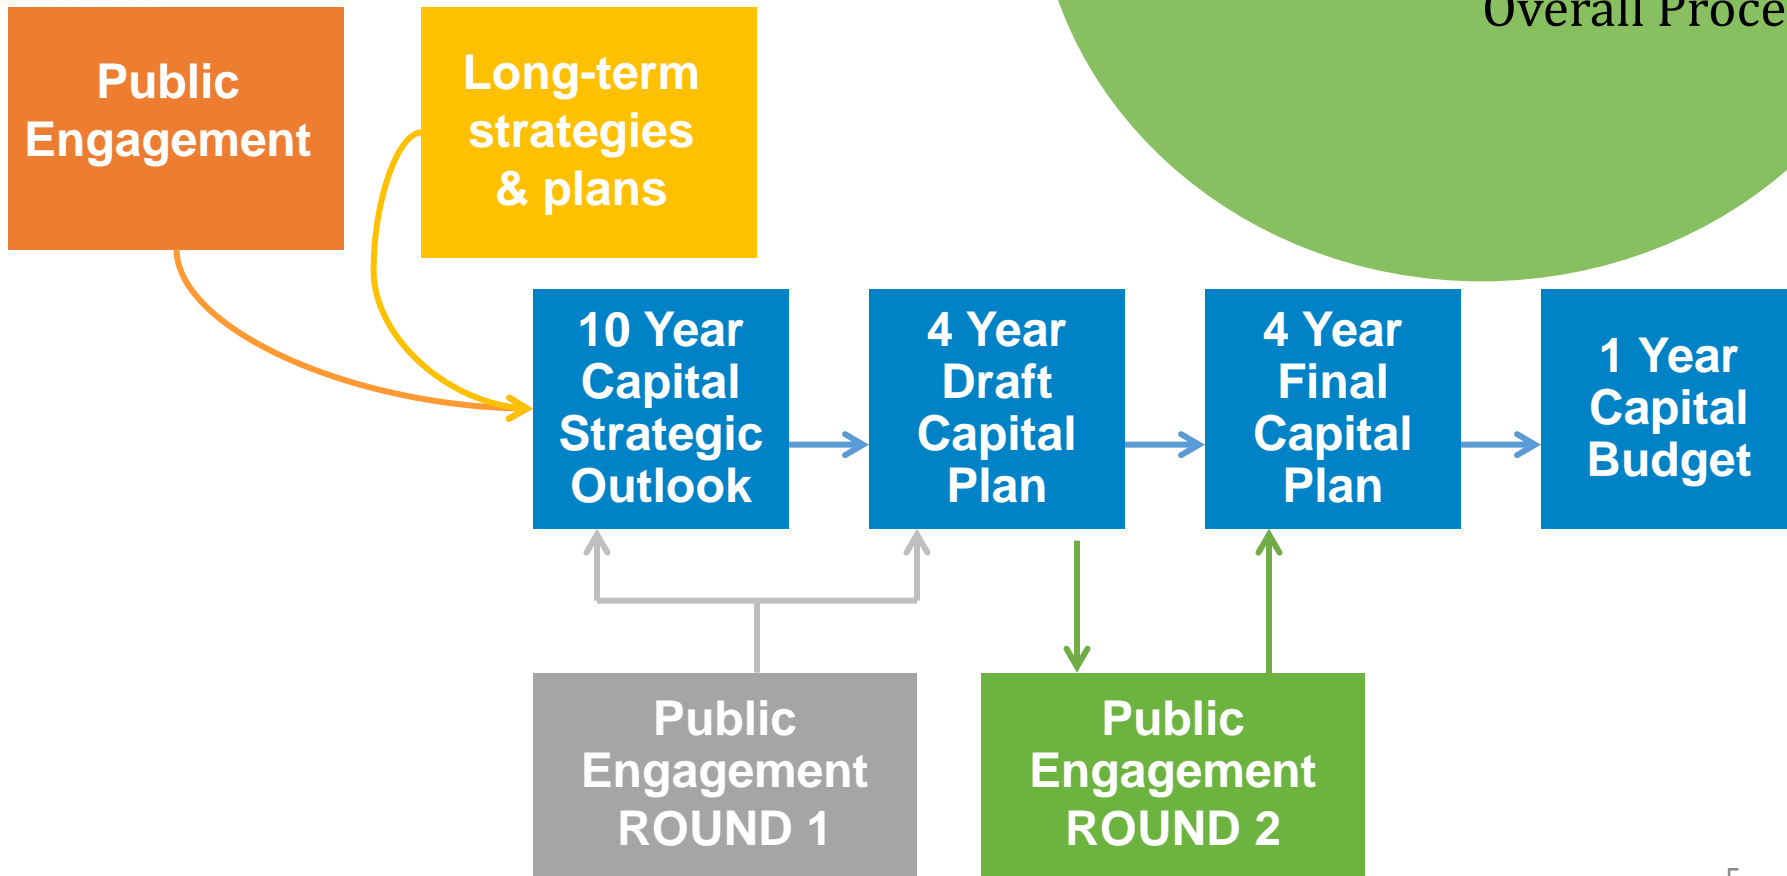 Overall Proce
Public
Engagement
Long-term
strategies
& plans
10 Year
Capital
Strategic
Outlook
4 Year
Draft
Capital
Plan
4 Year
Final
Capital
Plan
1 Year
Capital
Budget
Public
Engagement
ROUND 1
Public
Engagement
ROUND 2